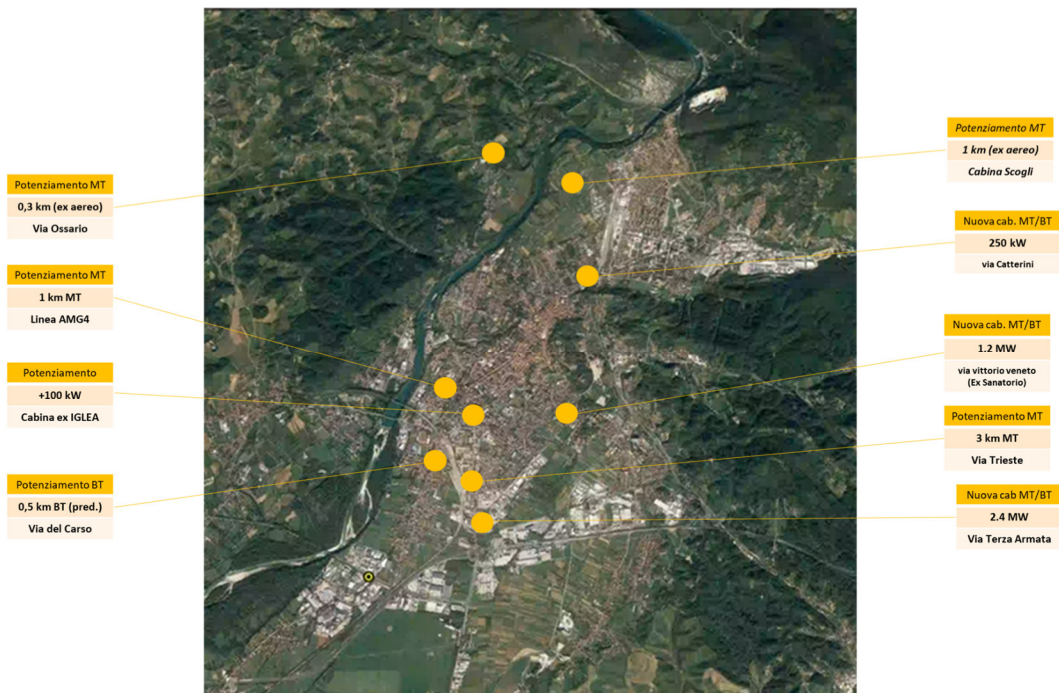 Potenziamento MT
0,3 km (ex aereo)
Via Ossario
Potenziamento MT
1 km MT
Linea AMG4
Potenziamento
+100 kW
Cabina ex IGLEA
Potenziamento BT
0,5 km BT (pred.)
Via del Carso
Potenziamento MT
1 km (ex aereo)
Cabina Scogli
Nuova cab. MT/BT
250 kW
via Catterini
Nuova cab. MT/BT
1.2 MW
via vittorio veneto
(Ex Sanatorio)
Potenziamento MT
3 km MT
Via Trieste
Nuova cab MT/BT
2.4 MW
Via Terza Armata